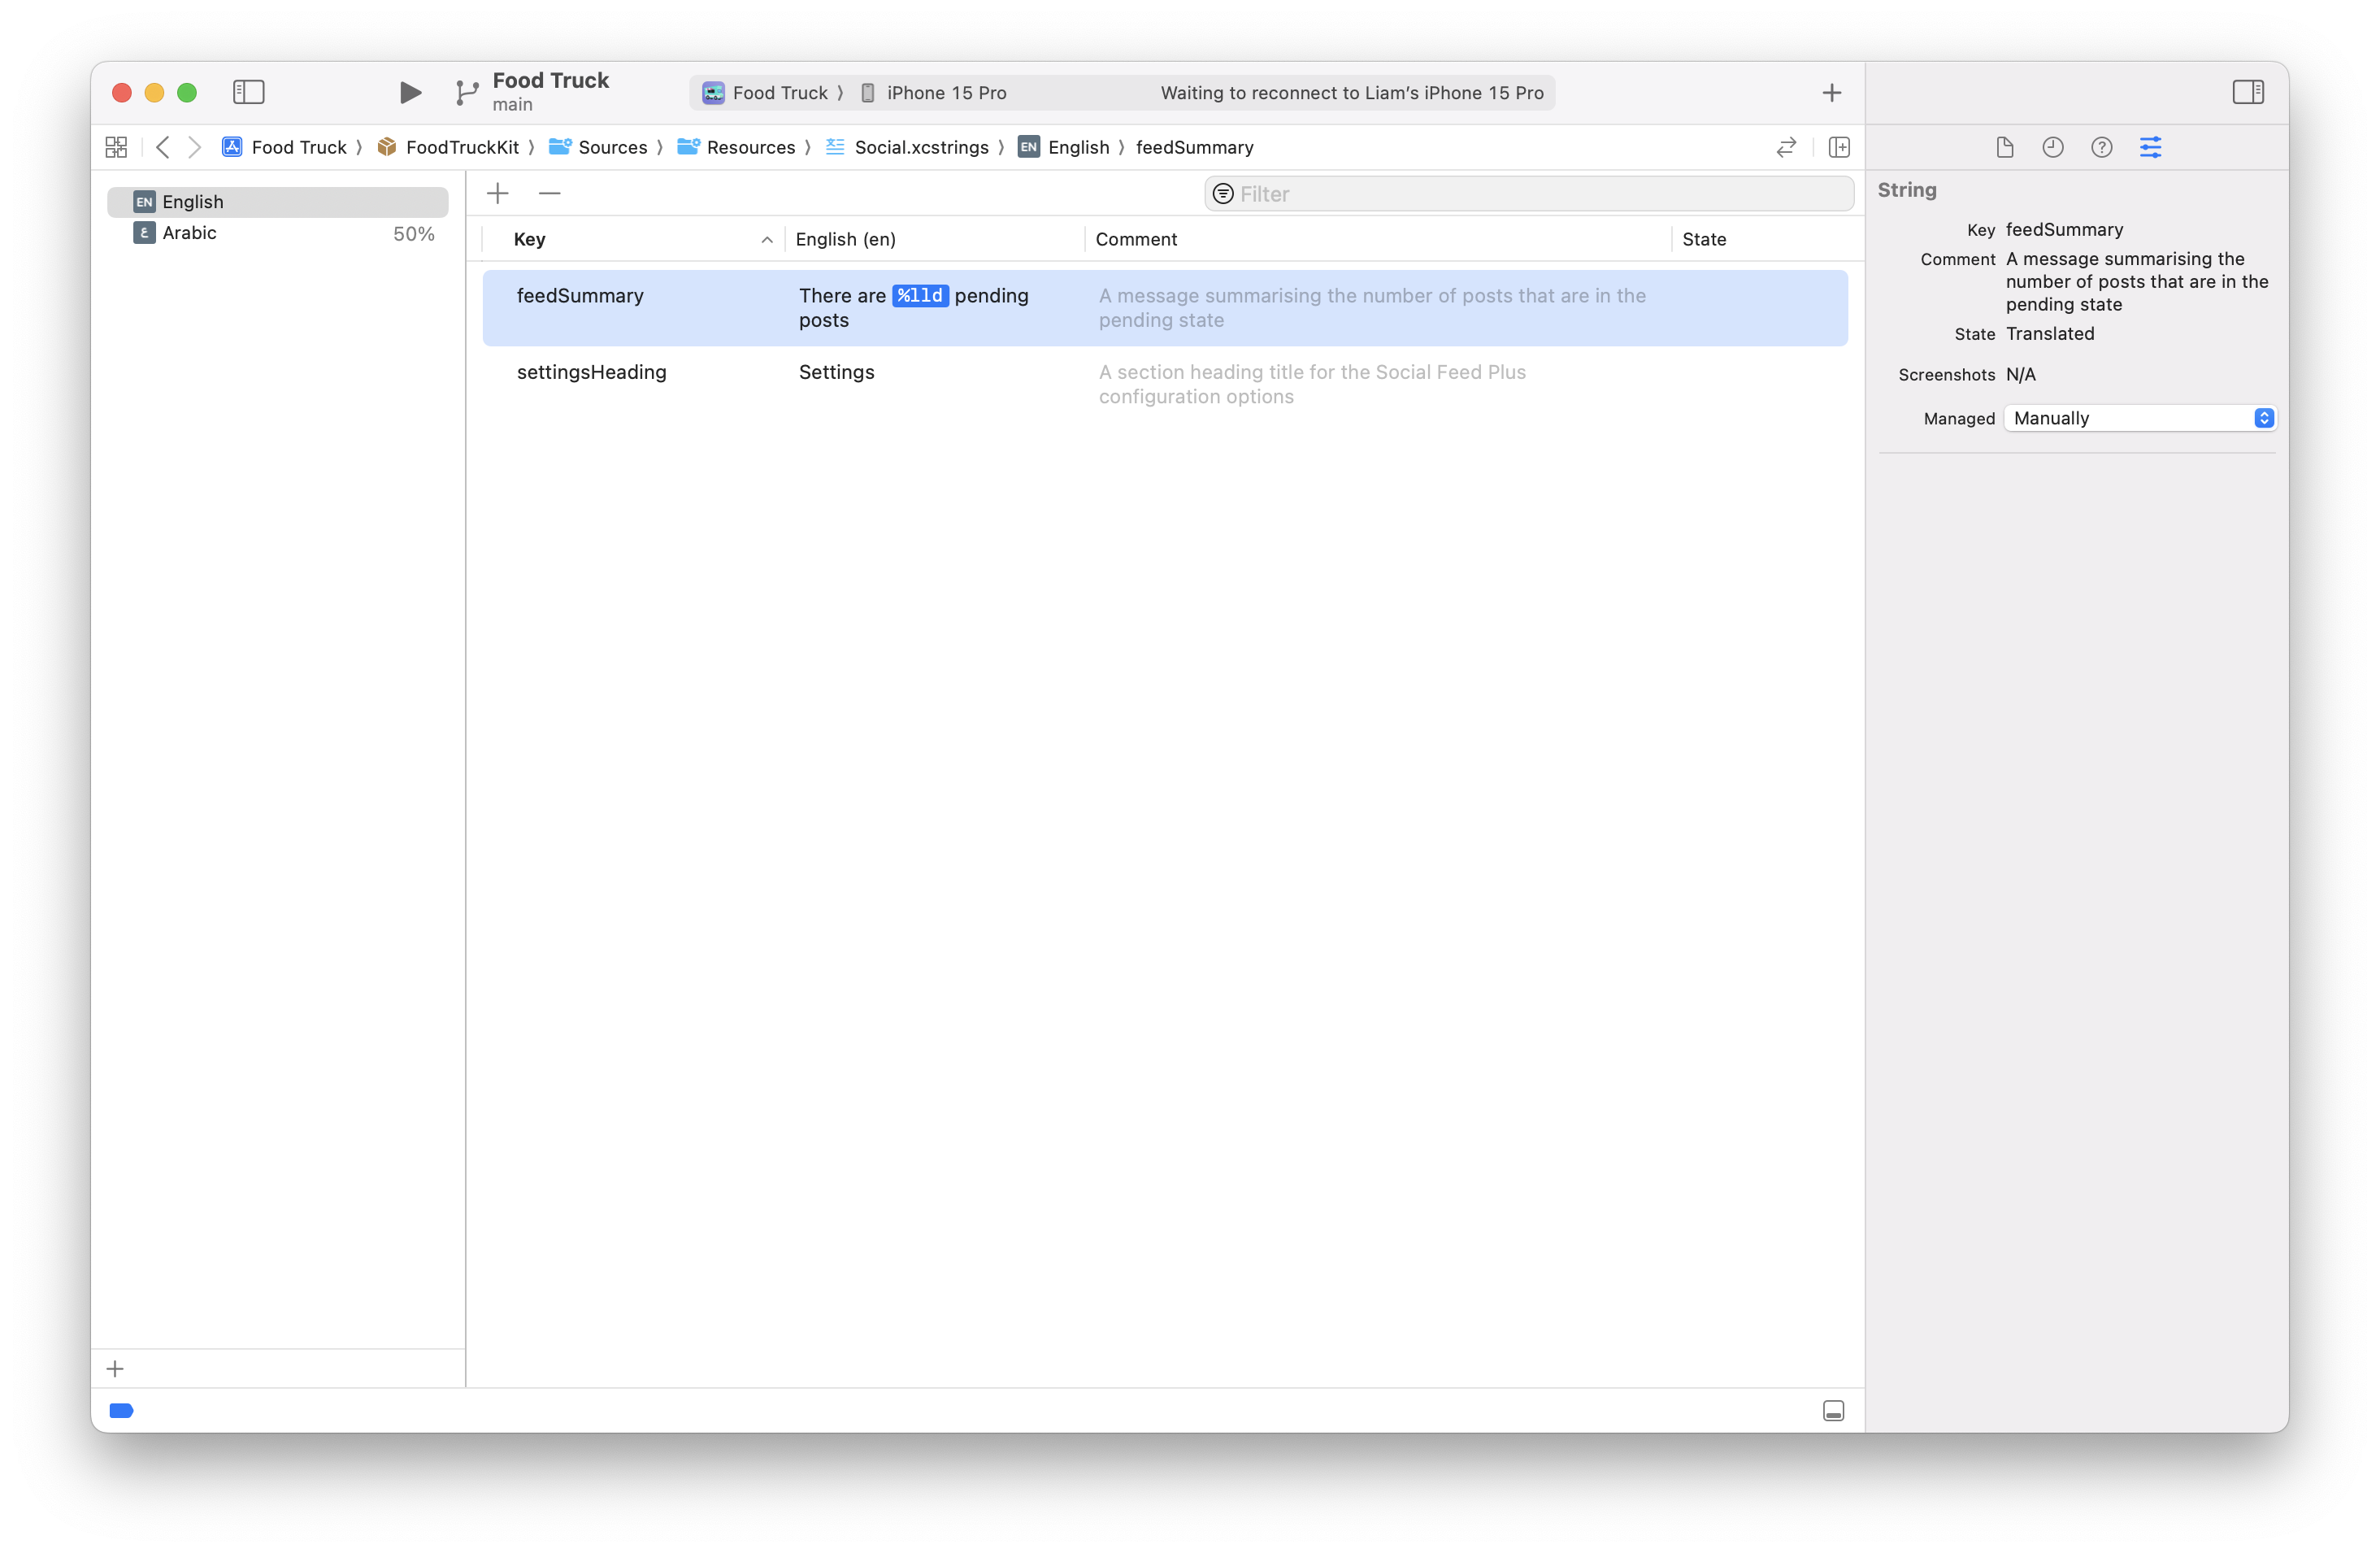 Food Truck
main
Food Truck 〉 iPhone 15 Pro
Waiting to reconnect to Liam’s iPhone 15 Pro
Food Truck 〉 FoodTruckKit 〉 Sources 〉 Resources 〉 Social.xcstrings 〉 EN English 〉 feedSummary
EN English
ع Arabic 50%
Filter
Key English (en) Comment State
feedSummary
There are %lld pending
posts
A message summarising the number of posts that are in the
pending state
settingsHeading
Settings
A section heading title for the Social Feed Plus
configuration options
String
Key feedSummary
Comment A message summarising the
number of posts that are in the
pending state
State Translated
Screenshots N/A
Managed Manually